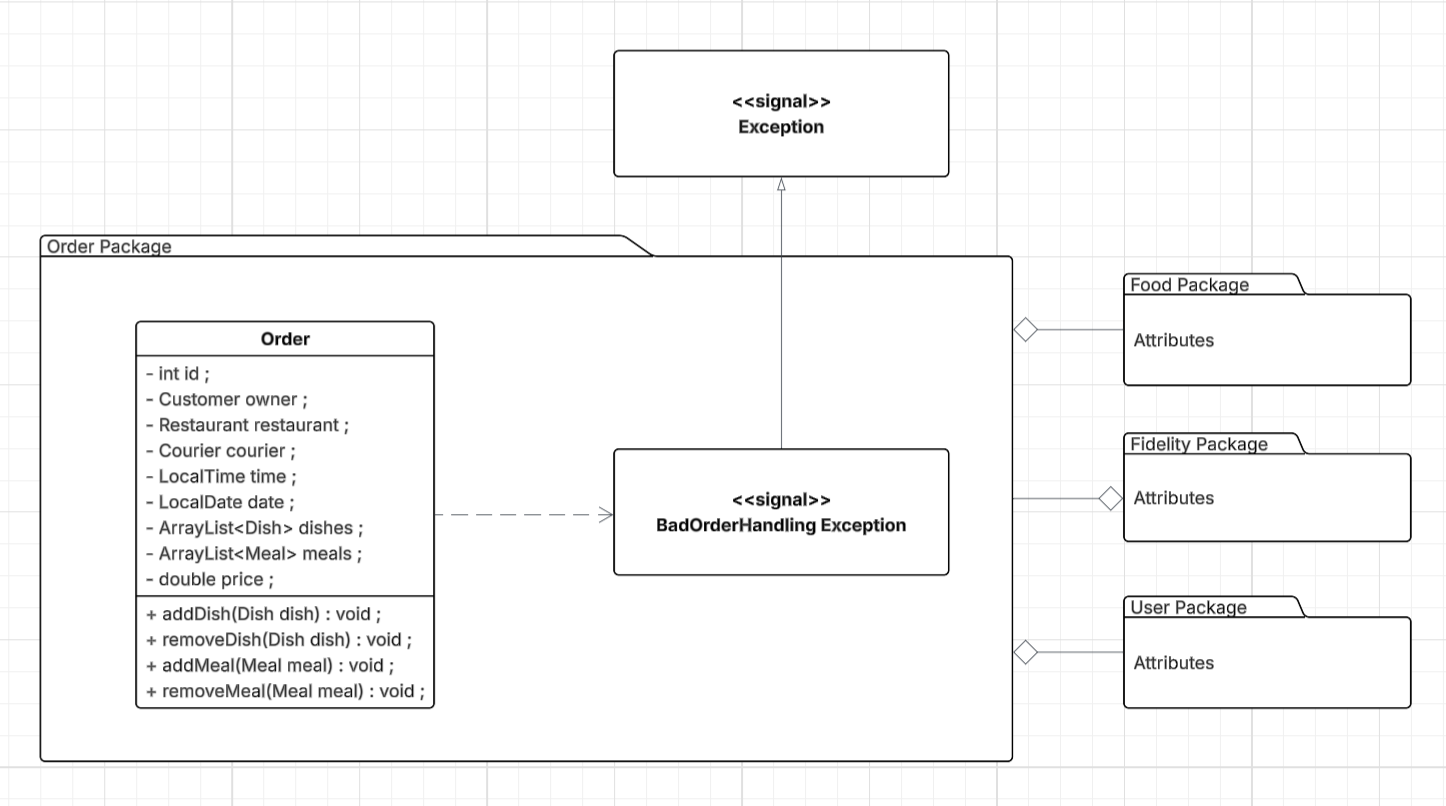 <<signal>>
Exception
Order Package
Order
- int id ;
- Customer owner ;
- Restaurant restaurant ;
- Courier courier ;
- LocalTime time ;
- LocalDate date ;
- ArrayList<Dish> dishes ;
- ArrayList<Meal> meals ;
- double price ;
+ addDish(Dish dish) : void ;
+ removeDish(Dish dish) : void ;
+ addMeal(Meal meal) : void ;
+ removeMeal(Meal meal) : void ;
<<signal>>
BadOrderHandling Exception
Food Package
Attributes
Fidelity Package
Attributes
User Package
Attributes